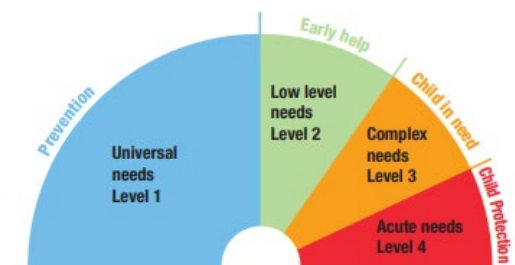 Prevention
Universal
needs
Level 1
Early help
Low level
needs
Level 2
Child in need
Complex
needs
Level 3
Child Protection
Acute needs
Level 4